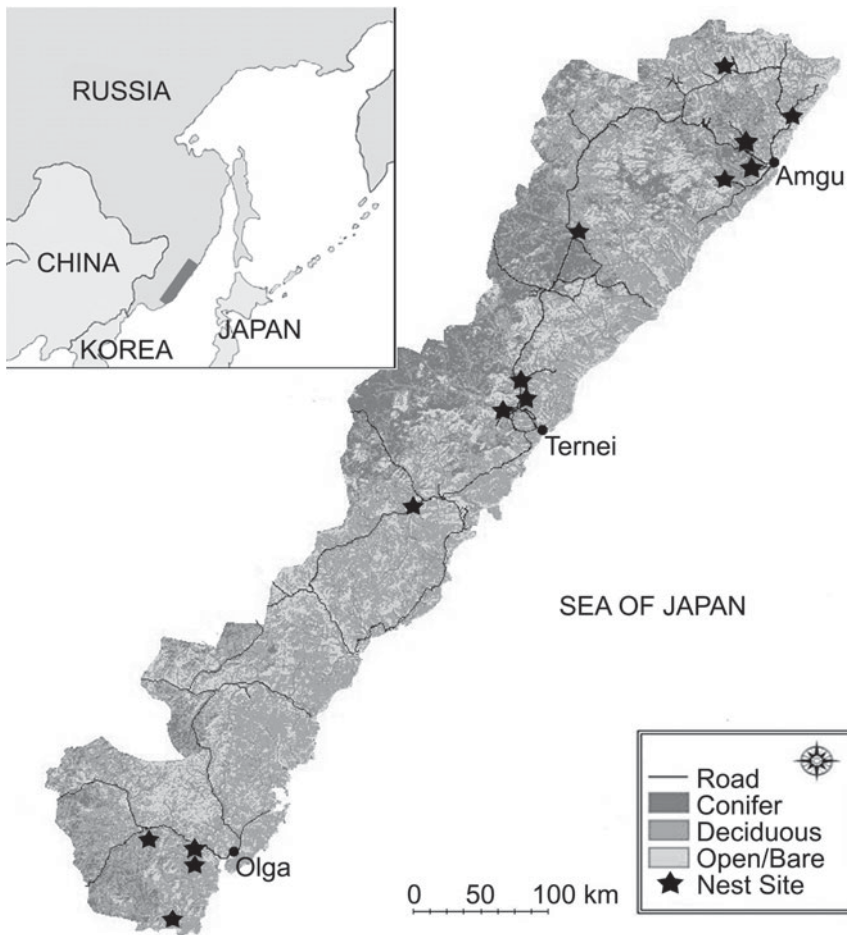 RUSSIA
CHINA
KOREA
JAPAN
Amgu
Ternei
SEA OF JAPAN
Olga
Road
Conifer
Deciduous
Open/Bare
Nest Site
0 50 100 km